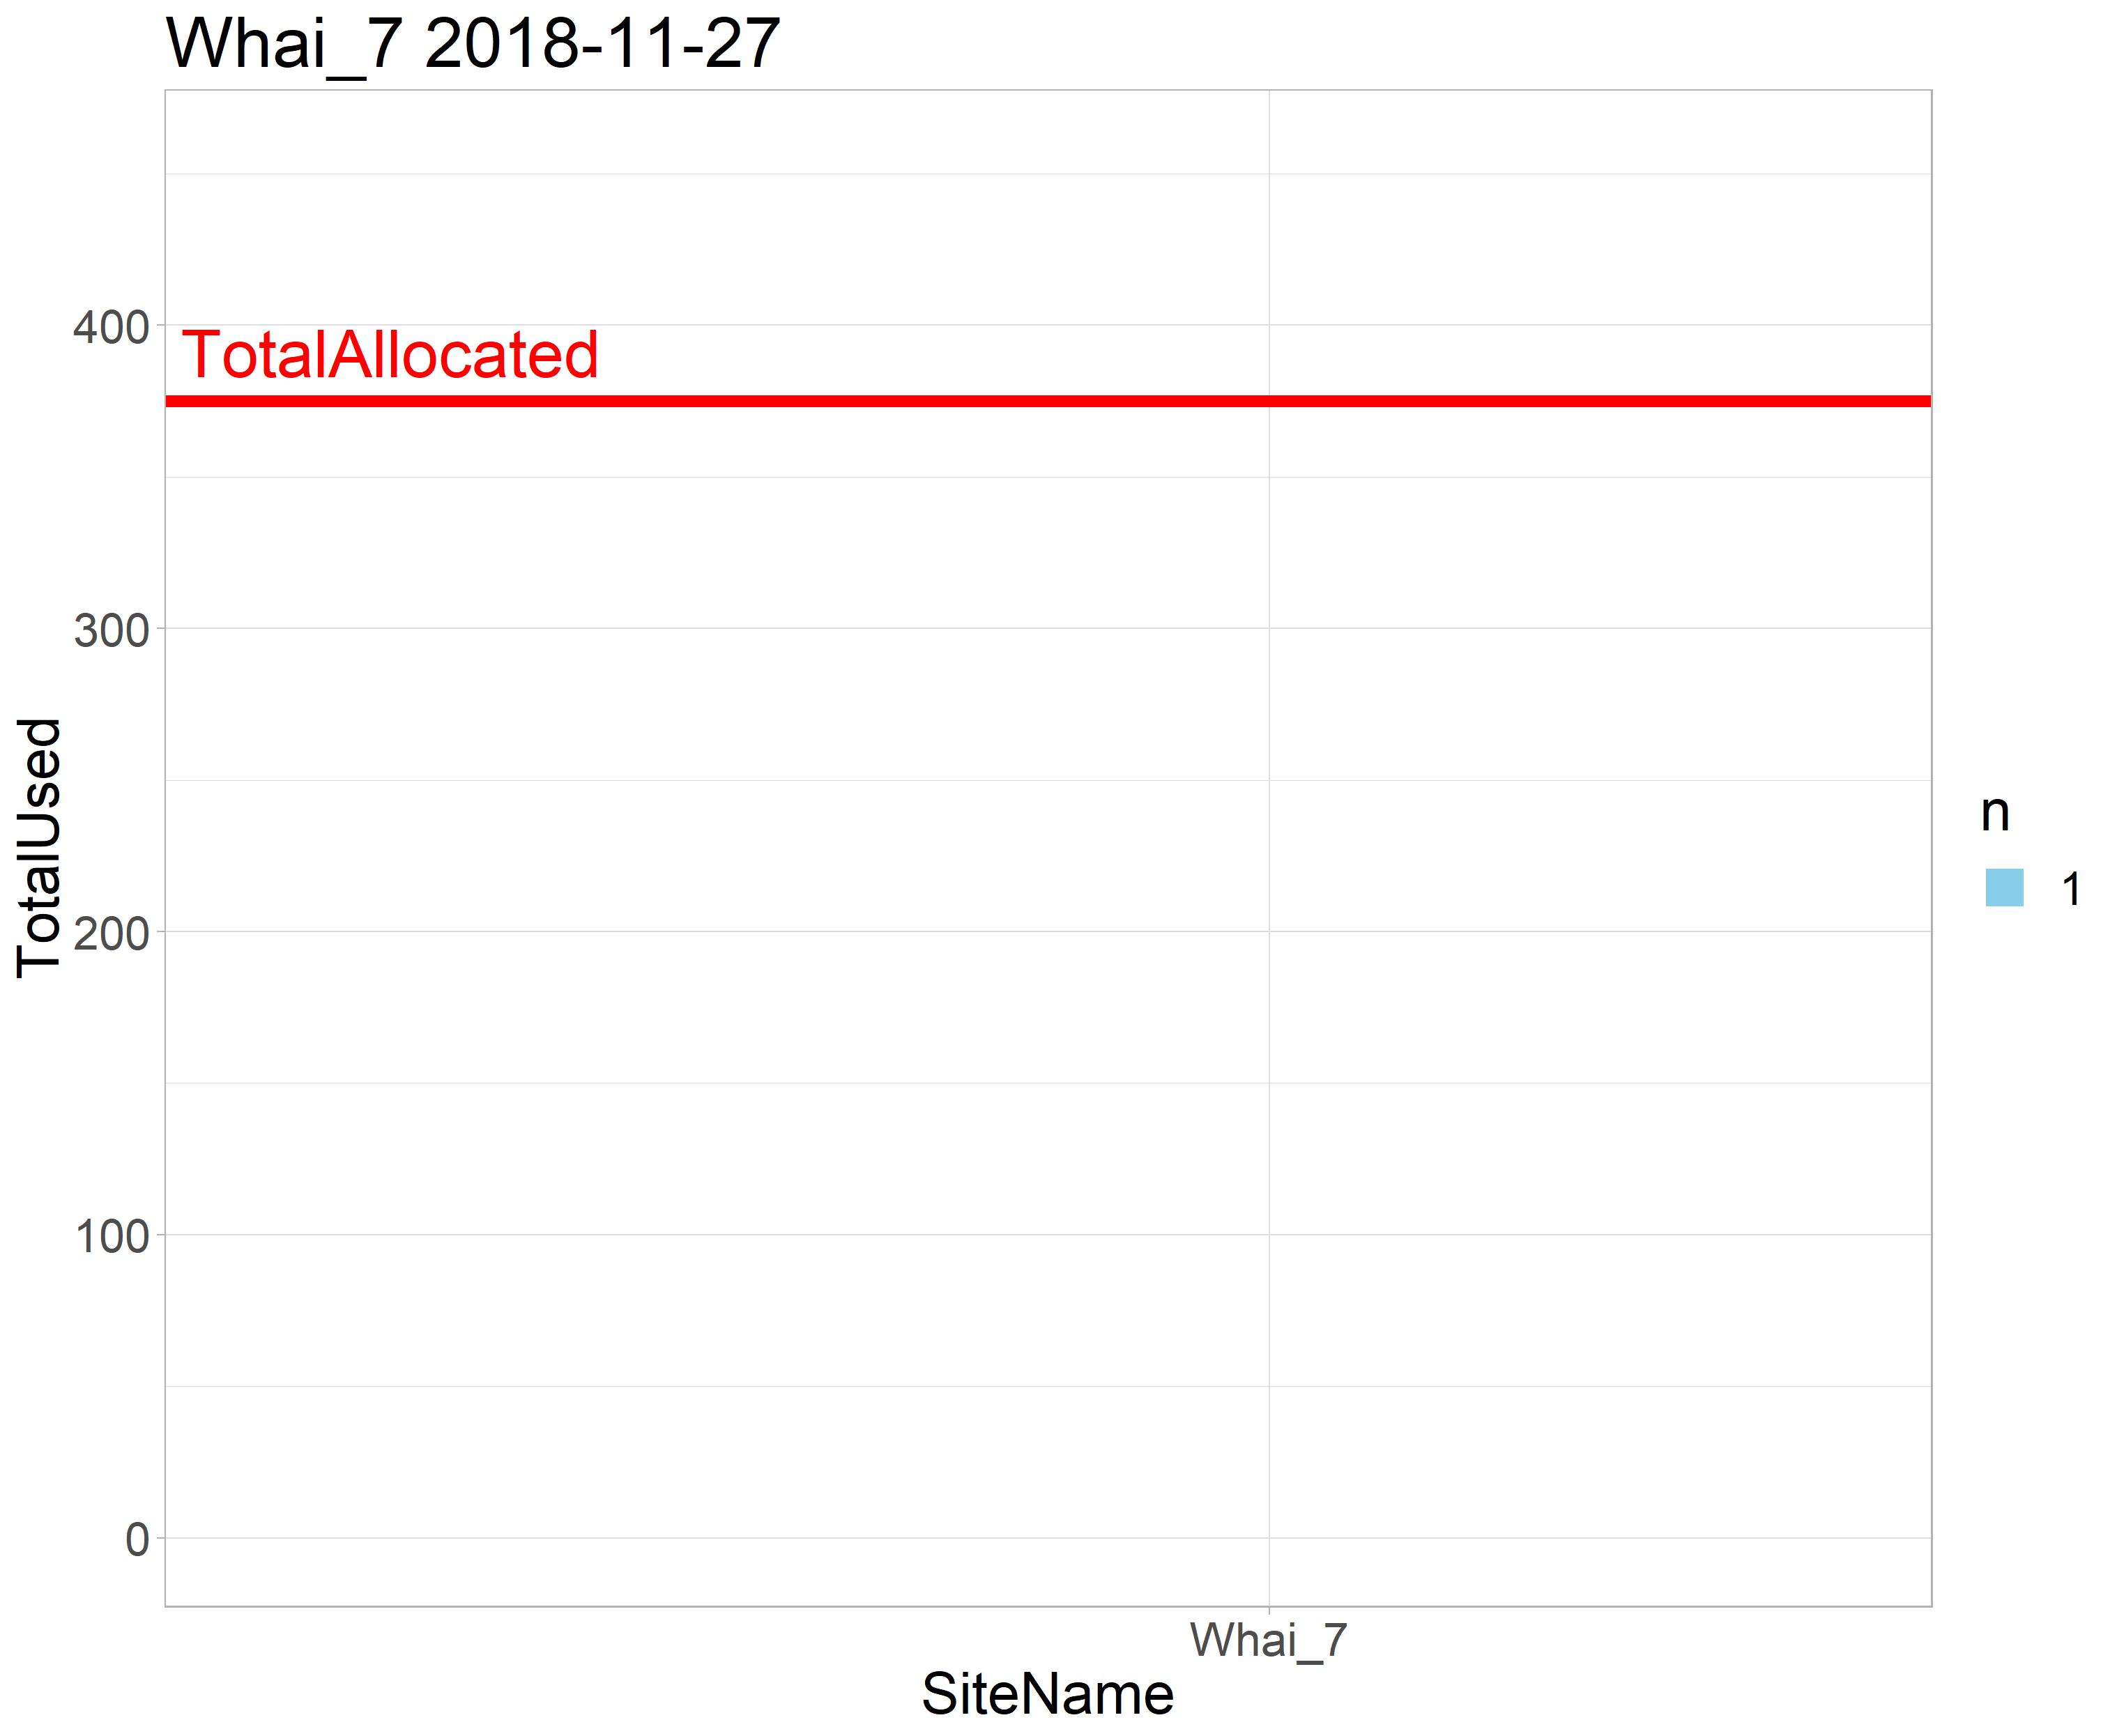 Whai_7 2018-11-27
TotalAllocated
400
300
200
100
0
TotalUsed
Whai_7
SiteName
n
1